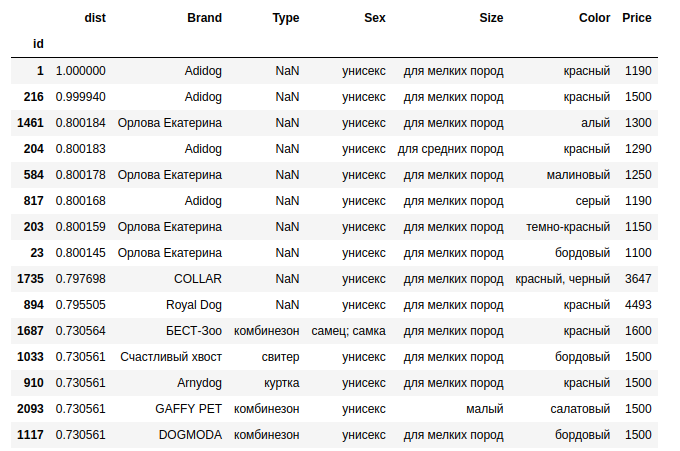 dist Brand Type Sex Size Color Price
id
1 1.000000 Adidog NaN унисекс для мелких пород красный 1190
216 0.999940 Adidog NaN унисекс для мелких пород красный 1500
1461 0.800184 Орлова Екатерина NaN унисекс для мелких пород алый 1300
204 0.800183 Adidog NaN унисекс для средних пород красный 1290
584 0.800178 Орлова Екатерина NaN унисекс для мелких пород малиновый 1250
817 0.800168 Adidog NaN унисекс для мелких пород серый 1190
203 0.800159 Орлова Екатерина NaN унисекс для мелких пород темно-красный 1150
23 0.800145 Орлова Екатерина NaN унисекс для мелких пород бордовый 1100
1735 0.797698 COLLAR NaN унисекс для мелких пород красный, черный 3647
894 0.795505 Royal Dog NaN унисекс для мелких пород красный 4493
1687 0.730564 БЕСТ-Зоо комбинезон самец; самка для мелких пород красный 1600
1033 0.730561 Счастливый хвост свитер унисекс для мелких пород бордовый 1500
910 0.730561 Arnydog куртка унисекс для мелких пород красный 1500
2093 0.730561 GAFFY PET комбинезон унисекс малый салатовый 1500
1117 0.730561 DOGMODA комбинезон унисекс для мелких пород бордовый 1500